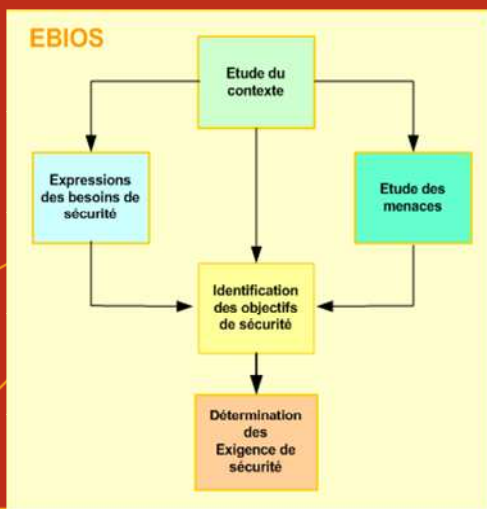 EBIOS
Etude du
contexte
Expressions
des besoins de
sécurité
Etude des
menaces
Identification
des objectifs
de sécurité
Détermination
des
Exigence de
sécurité